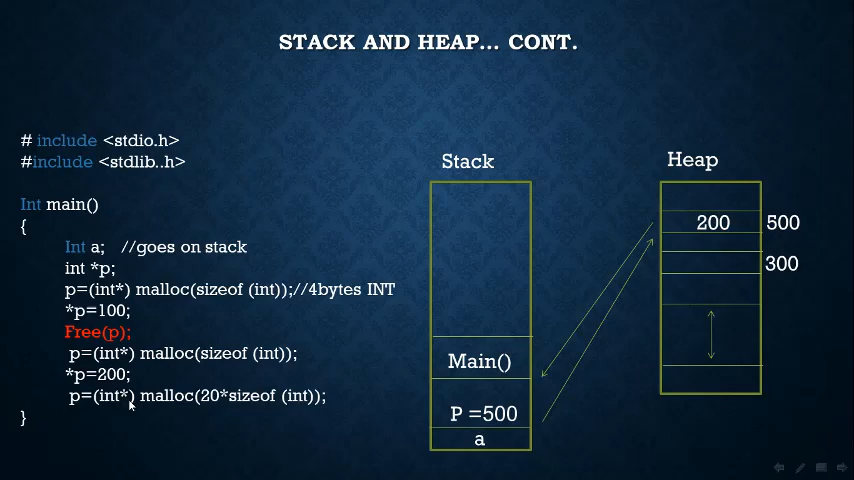 STACK AND HEAP... CONT.
# include <stdio.h>
#include <stdlib..h>
Int main()
{
Int a; //goes on stack
int *p;
p=(int*) malloc(sizeof (int));//4bytes INT
*p=100;
Free(p);
p=(int*) malloc(sizeof (int));
*p=200;
p=(int*) malloc(20*sizeof (int));
}
Stack
Main()
P =500
a
Heap
200 500
300